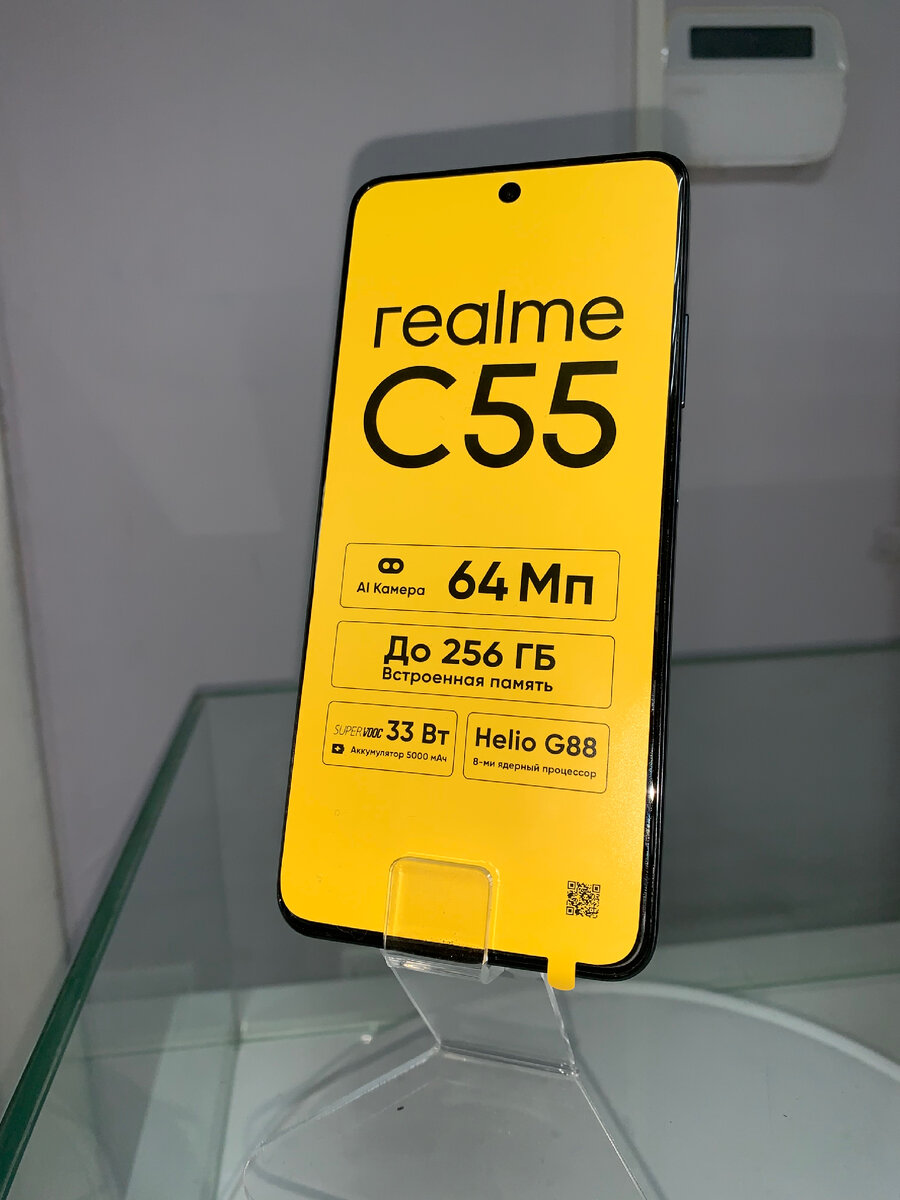 realme
C55
AI Камера
64 Мп
До 256 ГБ
Встроенная память
SUPERVOOC 33 Вт
Аккумулятор 5000 мАч
Helio G88
8-ми ядерный процессор